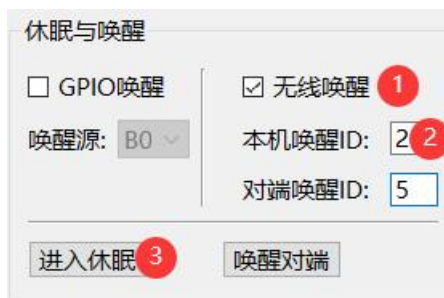 休眠与唤醒
GPIO唤醒
无线唤醒 1
唤醒源: B0
本机唤醒ID: 2 2
对端唤醒ID: 5
进入休眠 3
唤醒对端